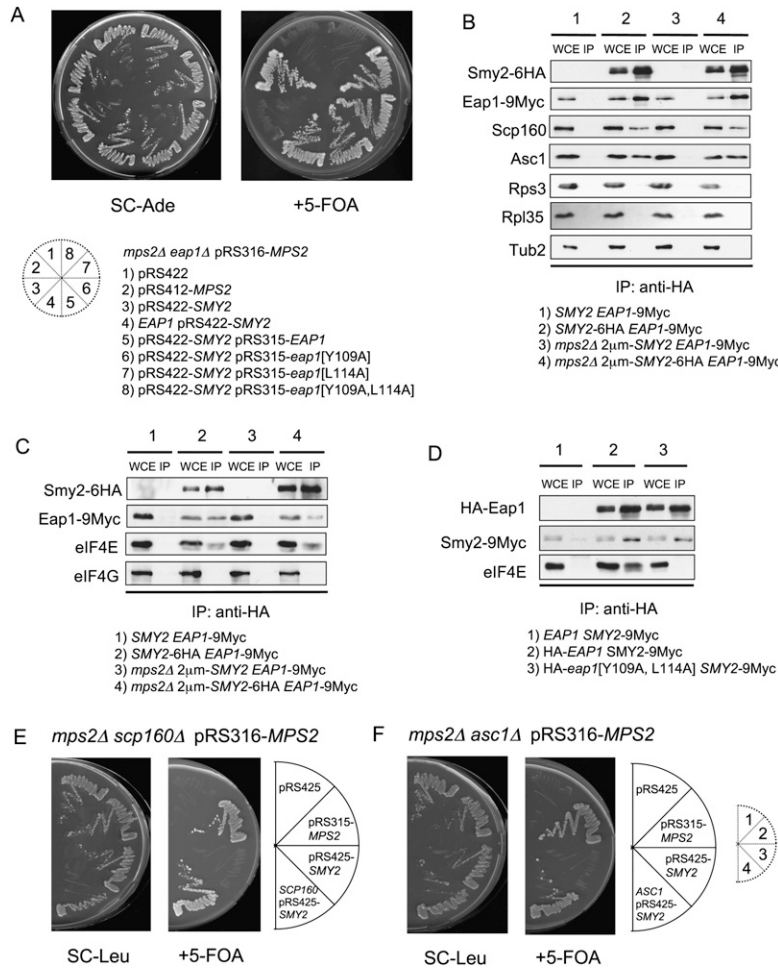 A
SC-Ade
+5-FOA
1 8
2 7
3 6
4 5
mps2Δ eap1Δ pRS316-MPS2
1) pRS422
2) pRS412-MPS2
3) pRS422-SMY2
4) EAP1 pRS422-SMY2
5) pRS422-SMY2 pRS315-EAP1
6) pRS422-SMY2 pRS315-eap1[Y109A]
7) pRS422-SMY2 pRS315-eap1[L114A]
8) pRS422-SMY2 pRS315-eap1[Y109A,L114A]
B
1 2 3 4
WCE IP WCE IP WCE IP WCE IP
Smy2-6HA
Eap1-9Myc
Scp160
Asc1
Rps3
Rpl35
Tub2
IP: anti-HA
1) SMY2 EAP1-9Myc
2) SMY2-6HA EAP1-9Myc
3) mps2Δ 2μm-SMY2 EAP1-9Myc
4) mps2Δ 2μm-SMY2-6HA EAP1-9Myc
C
1 2 3 4
WCE IP WCE IP WCE IP WCE IP
Smy2-6HA
Eap1-9Myc
eIF4E
eIF4G
IP: anti-HA
1) SMY2 EAP1-9Myc
2) SMY2-6HA EAP1-9Myc
3) mps2Δ 2μm-SMY2 EAP1-9Myc
4) mps2Δ 2μm-SMY2-6HA EAP1-9Myc
D
1 2 3
WCE IP WCE IP WCE IP
HA-Eap1
Smy2-9Myc
eIF4E
IP: anti-HA
1) EAP1 SMY2-9Myc
2) HA-EAP1 SMY2-9Myc
3) HA-eap1[Y109A, L114A] SMY2-9Myc
E mps2Δ scp160Δ pRS316-MPS2
pRS425
pRS315-
MPS2
pRS425-
SMY2
SCP160
pRS425-
SMY2
SC-Leu
+5-FOA
F mps2Δ asc1Δ pRS316-MPS2
pRS425
pRS315-
MPS2
pRS425-
SMY2
ASC1
pRS425-
SMY2
1
2
3
4
SC-Leu
+5-FOA